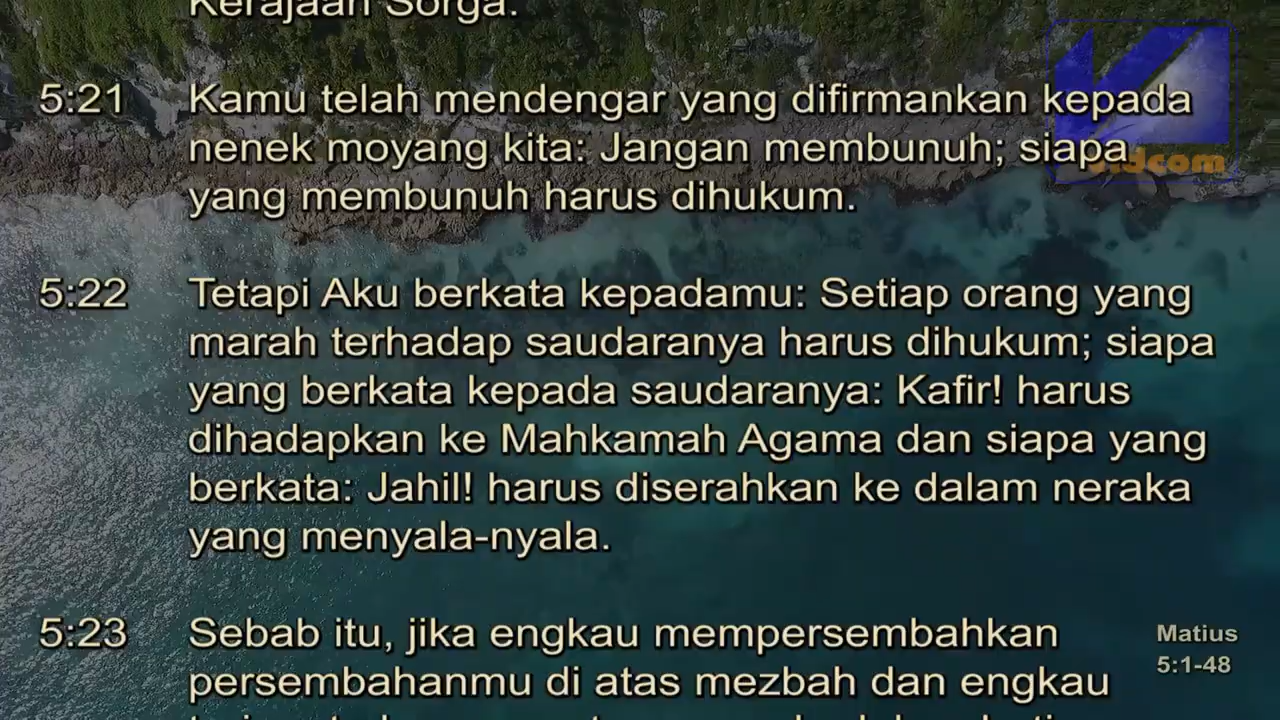 Kerajaan Sorga.
5:21 Kamu telah mendengar yang difirmankan kepada
nenek moyang kita: Jangan membunuh; siapa
yang membunuh harus dihukum.
5:22 Tetapi Aku berkata kepadamu: Setiap orang yang
marah terhadap saudaranya harus dihukum; siapa
yang berkata kepada saudaranya: Kafir! harus
dihadapkan ke Mahkamah Agama dan siapa yang
berkata: Jahil! harus diserahkan ke dalam neraka
yang menyala-nyala.
5:23 Sebab itu, jika engkau mempersembahkan
persembahanmu di atas mezbah dan engkau
Matius
5:1-48